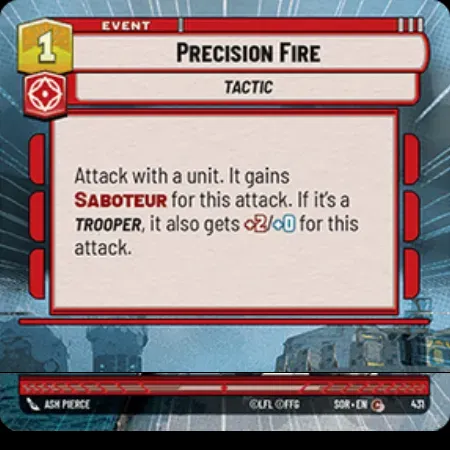 EVENT
1
PRECISION FIRE
TACTIC
Attack with a unit. It gains
SABOTEUR for this attack. If it's a
TROOPER, it also gets +2/+0 for this
attack.
ASH PIERCE ©LFL ©FFG SOR • EN C 431